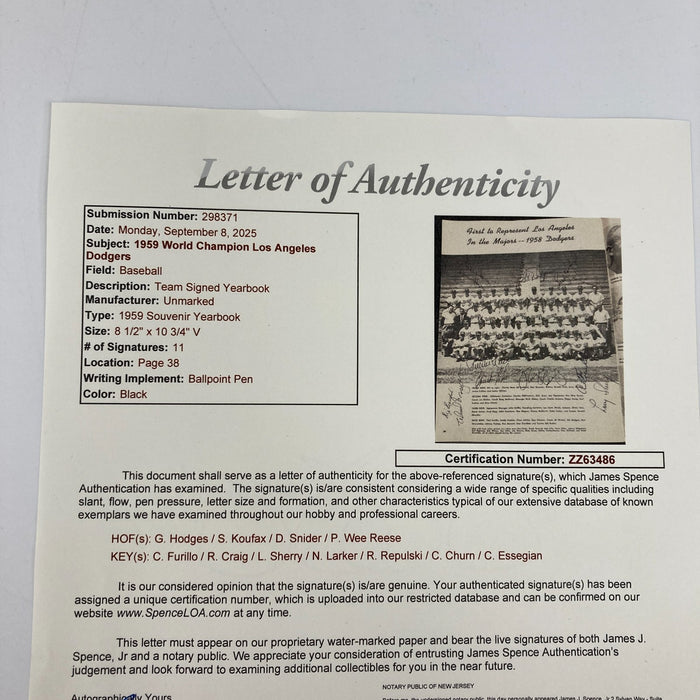 Letter of Authenticity
Submission Number: 298371
Date: Monday, September 8, 2025
Subject: 1959 World Champion Los Angeles
Dodgers
Field: Baseball
Description: Team Signed Yearbook
Manufacturer: Unmarked
Type: 1959 Souvenir Yearbook
Size: 8 1/2" x 10 3/4" V
# of Signatures: 11
Location: Page 38
Writing Implement: Ballpoint Pen
Color: Black
First to Represent Los Angeles
In the Majors -- 1958 Dodgers
Certification Number: ZZ63486
This document shall serve as a letter of authenticity for the above-referenced signature(s), which James Spence
Authentication has examined. The signature(s) is/are consistent considering a wide range of specific qualities including
slant, flow, pen pressure, letter size and formation, and other characteristics typical of our extensive database of known
exemplars we have examined throughout our hobby and professional careers.
HOF(s): G. Hodges / S. Koufax / D. Snider / P. Wee Reese
KEY(s): C. Furillo / R. Craig / L. Sherry / N. Larker / R. Repulski / C. Churn / C. Essegian
It is our considered opinion that the signature(s) is/are genuine. Your authenticated signature(s) has been
assigned a unique certification number, which is uploaded into our restricted database and can be confirmed on our
website www.SpenceLOA.com at any time.
This letter must appear on our proprietary water-marked paper and bear the live signatures of both James J.
Spence, Jr and a notary public. We appreciate your consideration of entrusting James Spence Authentication's
judgement and look forward to examining additional collectibles for you in the near future.
Autographically Yours
NOTARY PUBLIC OF NEW JERSEY